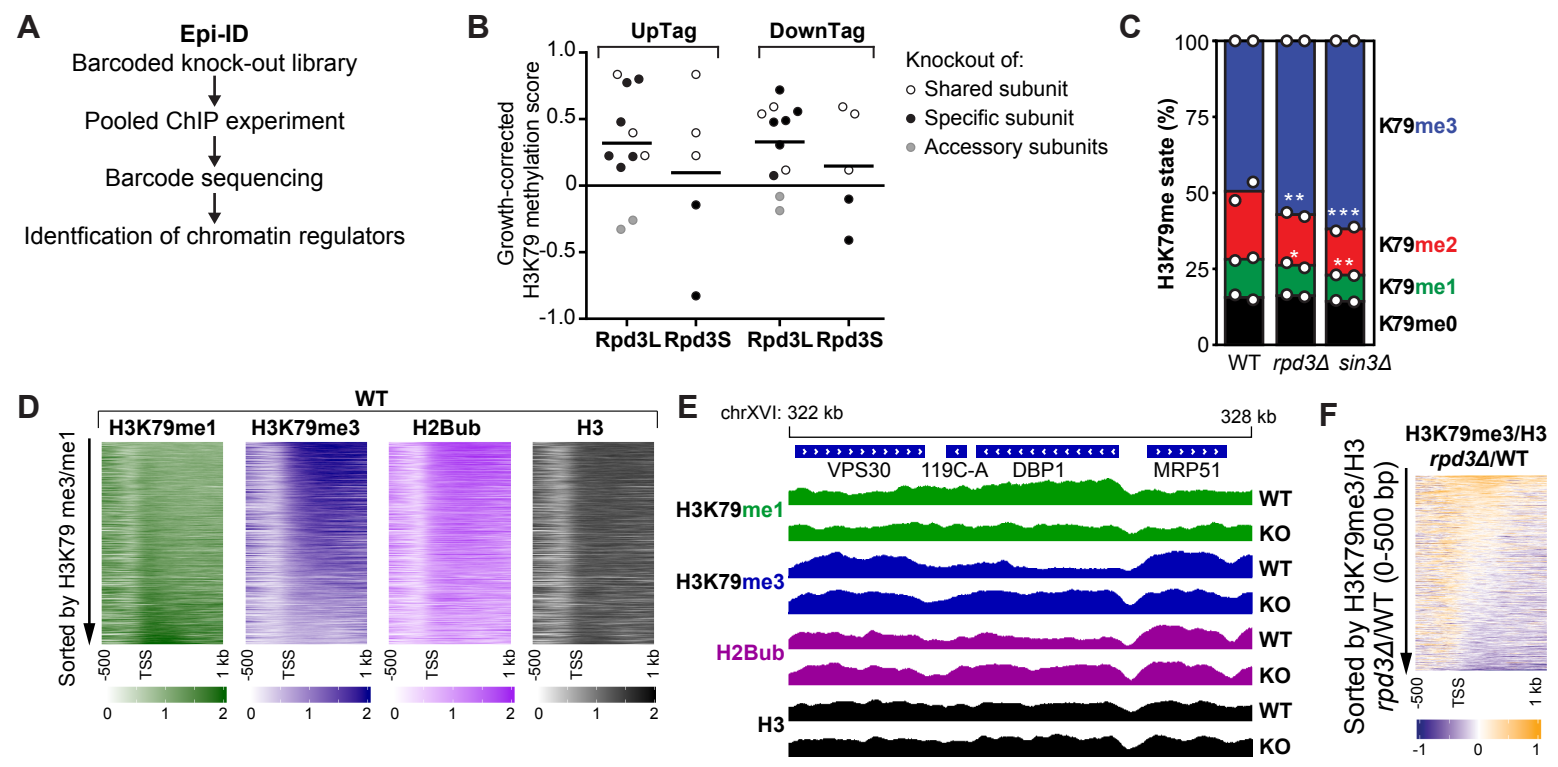 A
Epi-ID
Barcoded knock-out library
Pooled ChIP experiment
Barcode sequencing
Identfication of chromatin regulators
B
UpTag
DownTag
Growth-corrected
H3K79 methylation score
1.0
0.5
0
-0.5
-1.0
Rpd3L
Rpd3S
Rpd3L
Rpd3S
Knockout of:
Shared subunit
Specific subunit
Accessory subunits
C
H3K79me state (%)
100
75
50
25
0
**
*
***
**
K79me3
K79me2
K79me1
K79me0
WT
rpd3Δ
sin3Δ
D
WT
H3K79me1
H3K79me3
H2Bub
H3
Sorted by H3K79 me3/me1
-500
TSS
1 kb
-500
TSS
1 kb
-500
TSS
1 kb
-500
TSS
1 kb
0 1 2
0 1 2
0 1 2
0 1 2
E
chrXVI: 322 kb
328 kb
VPS30
119C-A
DBP1
MRP51
H3K79me1
WT
KO
H3K79me3
WT
KO
H2Bub
WT
KO
H3
WT
KO
F
H3K79me3/H3
rpd3Δ/WT
Sorted by H3K79me3/H3
rpd3Δ/WT (0-500 bp)
-500
TSS
1 kb
-1 0 1